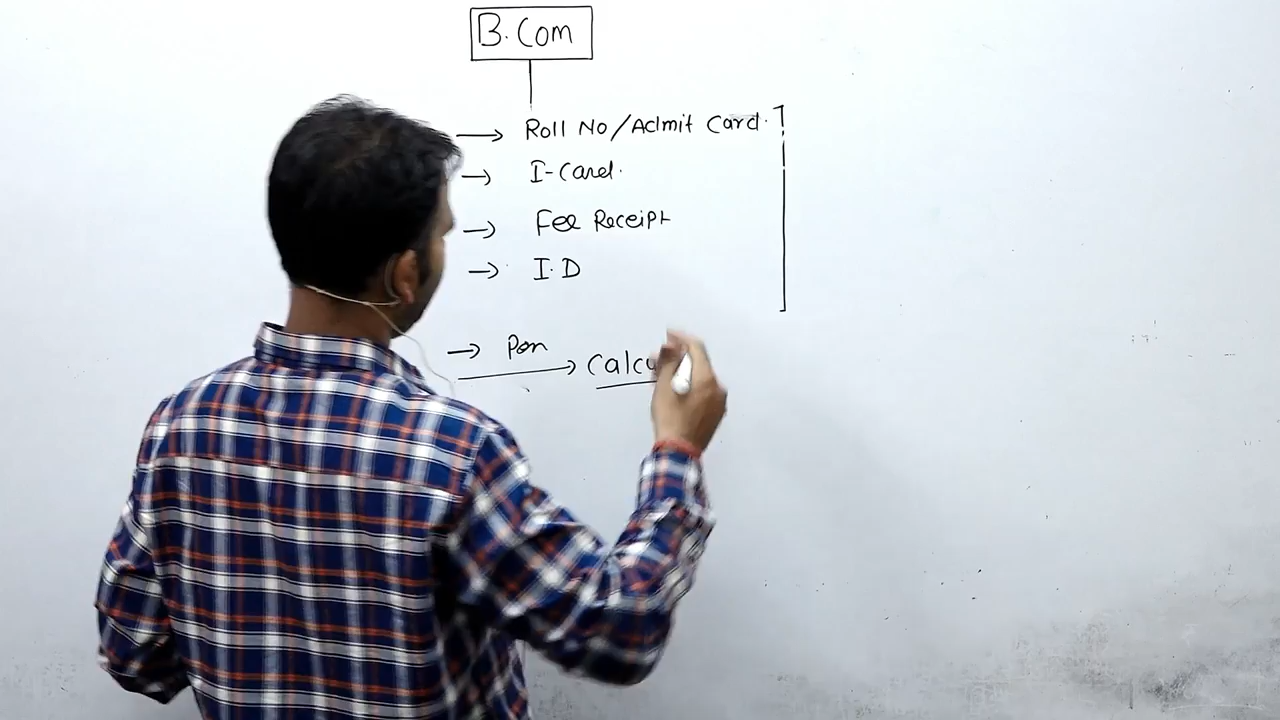 B.Com
→ Roll No/Admit Card.
→ I-Card.
→ Fee Receipt
→ I.D
→ Pen
→ Calcu